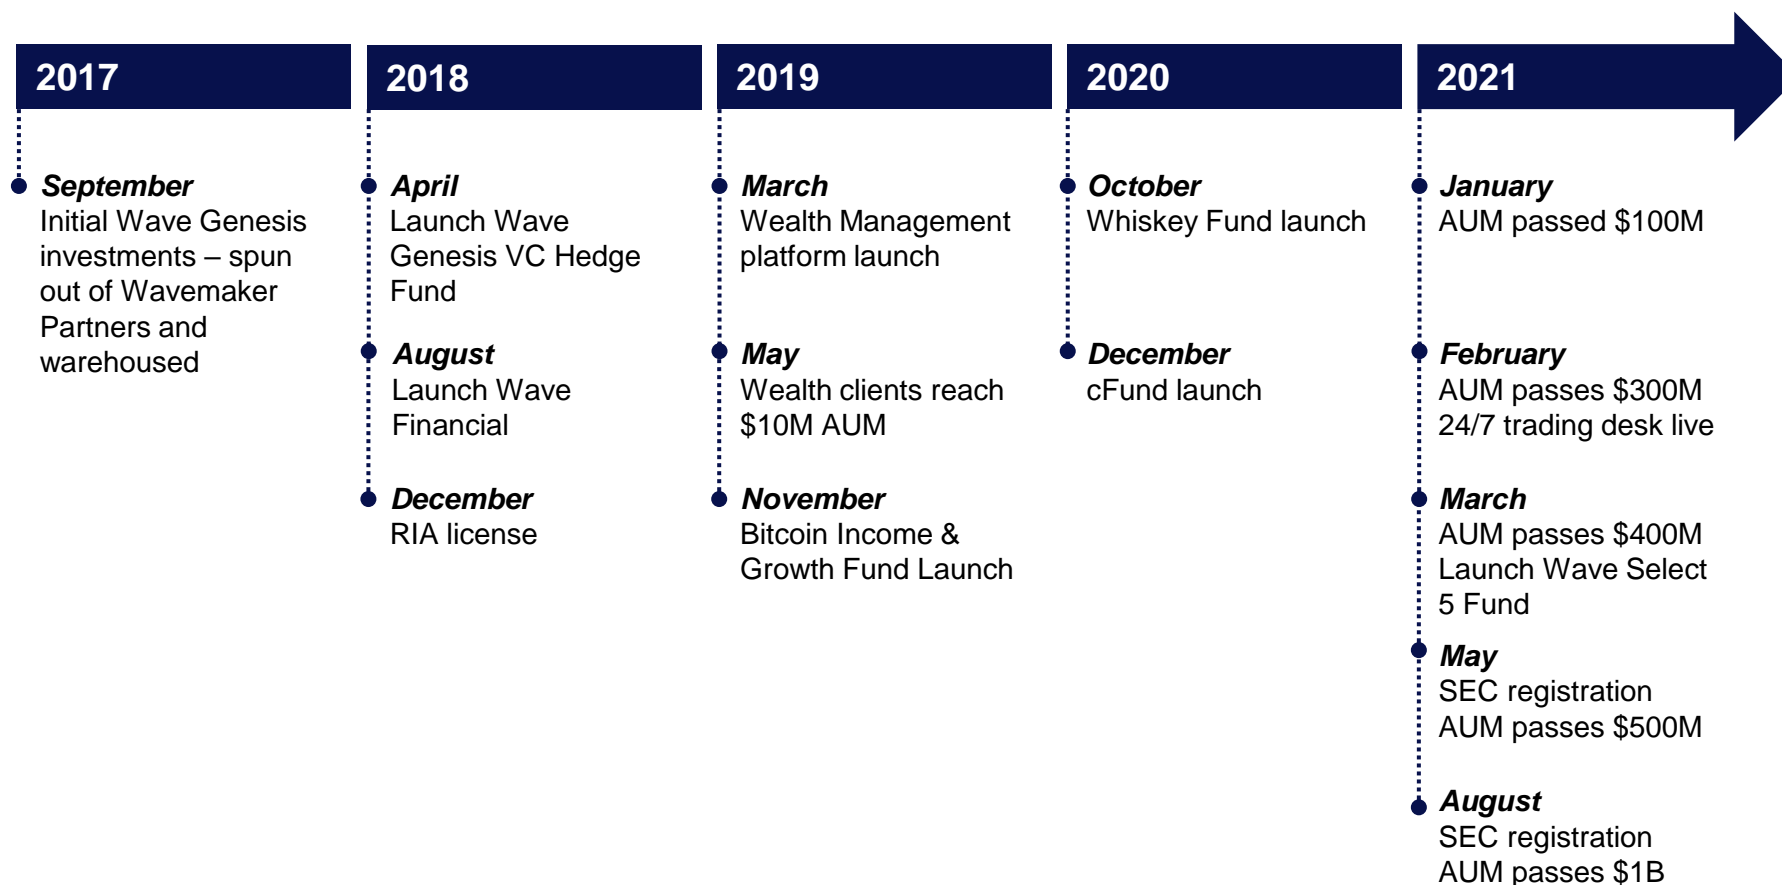 2017
September
Initial Wave Genesis
investments – spun
out of Wavemaker
Partners and
warehoused
2018
April
Launch Wave
Genesis VC Hedge
Fund
August
Launch Wave
Financial
December
RIA license
2019
March
Wealth Management
platform launch
May
Wealth clients reach
$10M AUM
November
Bitcoin Income &
Growth Fund Launch
2020
October
Whiskey Fund launch
December
cFund launch
2021
January
AUM passed $100M
February
AUM passes $300M
24/7 trading desk live
March
AUM passes $400M
Launch Wave Select
5 Fund
May
SEC registration
AUM passes $500M
August
SEC registration
AUM passes $1B